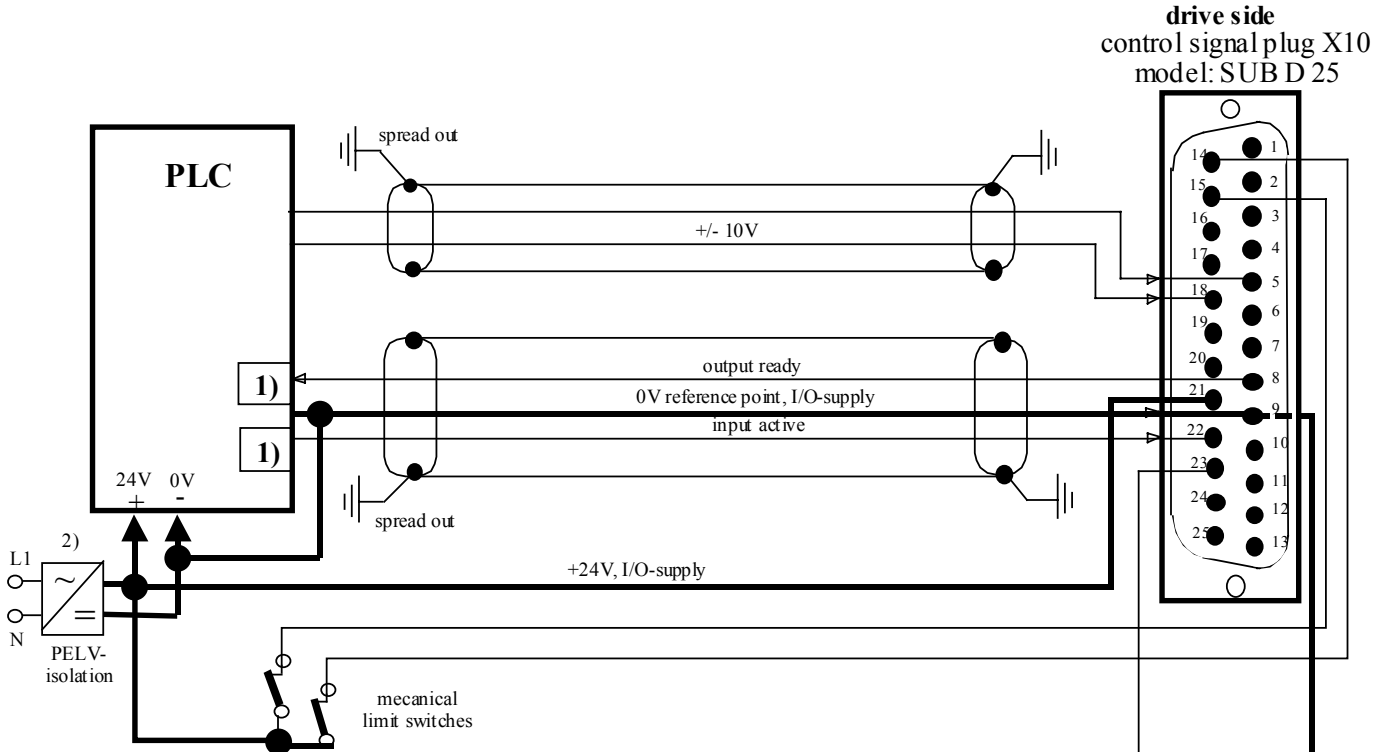 drive side
control signal plug X10
model: SUB D 25
PLC
spread out
+/- 10V
output ready
0V reference point, I/O-supply
input active
1)
1)
24V 0V
+ -
spread out
2)
L1
N
~
=
PELV-
isolation
+24V, I/O-supply
mecanical
limit switches
1
2
3
4
5
6
7
8
9
10
11
12
13
14
15
16
17
18
19
20
21
22
23
24
25